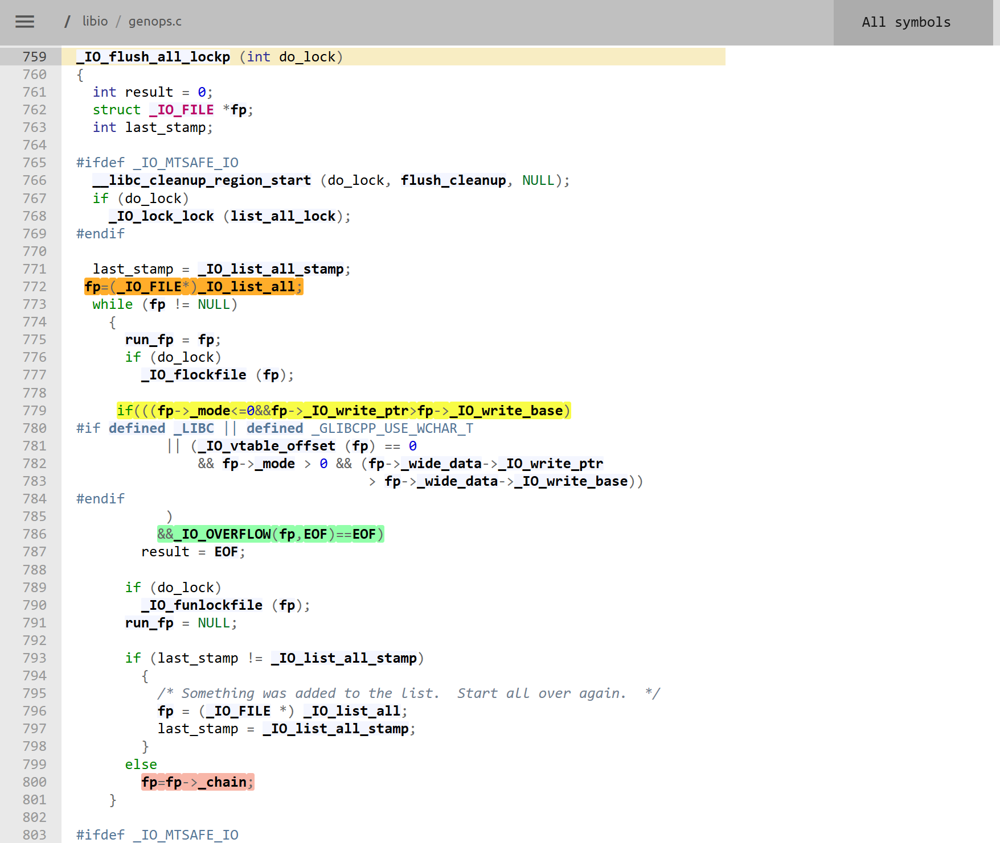 / libio / genops.c
All symbols
759 _IO_flush_all_lockp (int do_lock)
760 {
761 int result = 0;
762 struct _IO_FILE *fp;
763 int last_stamp;
764
765 #ifdef _IO_MTSAFE_IO
766 __libc_cleanup_region_start (do_lock, flush_cleanup, NULL);
767 if (do_lock)
768 _IO_lock_lock (list_all_lock);
769 #endif
770
771 last_stamp = _IO_list_all_stamp;
772 fp=(_IO_FILE*)_IO_list_all;
773 while (fp != NULL)
774 {
775 run_fp = fp;
776 if (do_lock)
777 _IO_flockfile (fp);
778
779 if(((fp->_mode<=0&&fp->_IO_write_ptr>fp->_IO_write_base)
780 #if defined _LIBC || defined _GLIBCPP_USE_WCHAR_T
781 || (_IO_vtable_offset (fp) == 0
782 && fp->_mode > 0 && (fp->_wide_data->_IO_write_ptr
783 > fp->_wide_data->_IO_write_base))
784 #endif
785 )
786 &&_IO_OVERFLOW(fp,EOF)==EOF)
787 result = EOF;
788
789 if (do_lock)
790 _IO_funlockfile (fp);
791 run_fp = NULL;
792
793 if (last_stamp != _IO_list_all_stamp)
794 {
795 /* Something was added to the list.  Start all over again.  */
796 fp = (_IO_FILE *) _IO_list_all;
797 last_stamp = _IO_list_all_stamp;
798 }
799 else
800 fp=fp->_chain;
801 }
802
803 #ifdef _IO_MTSAFE_IO